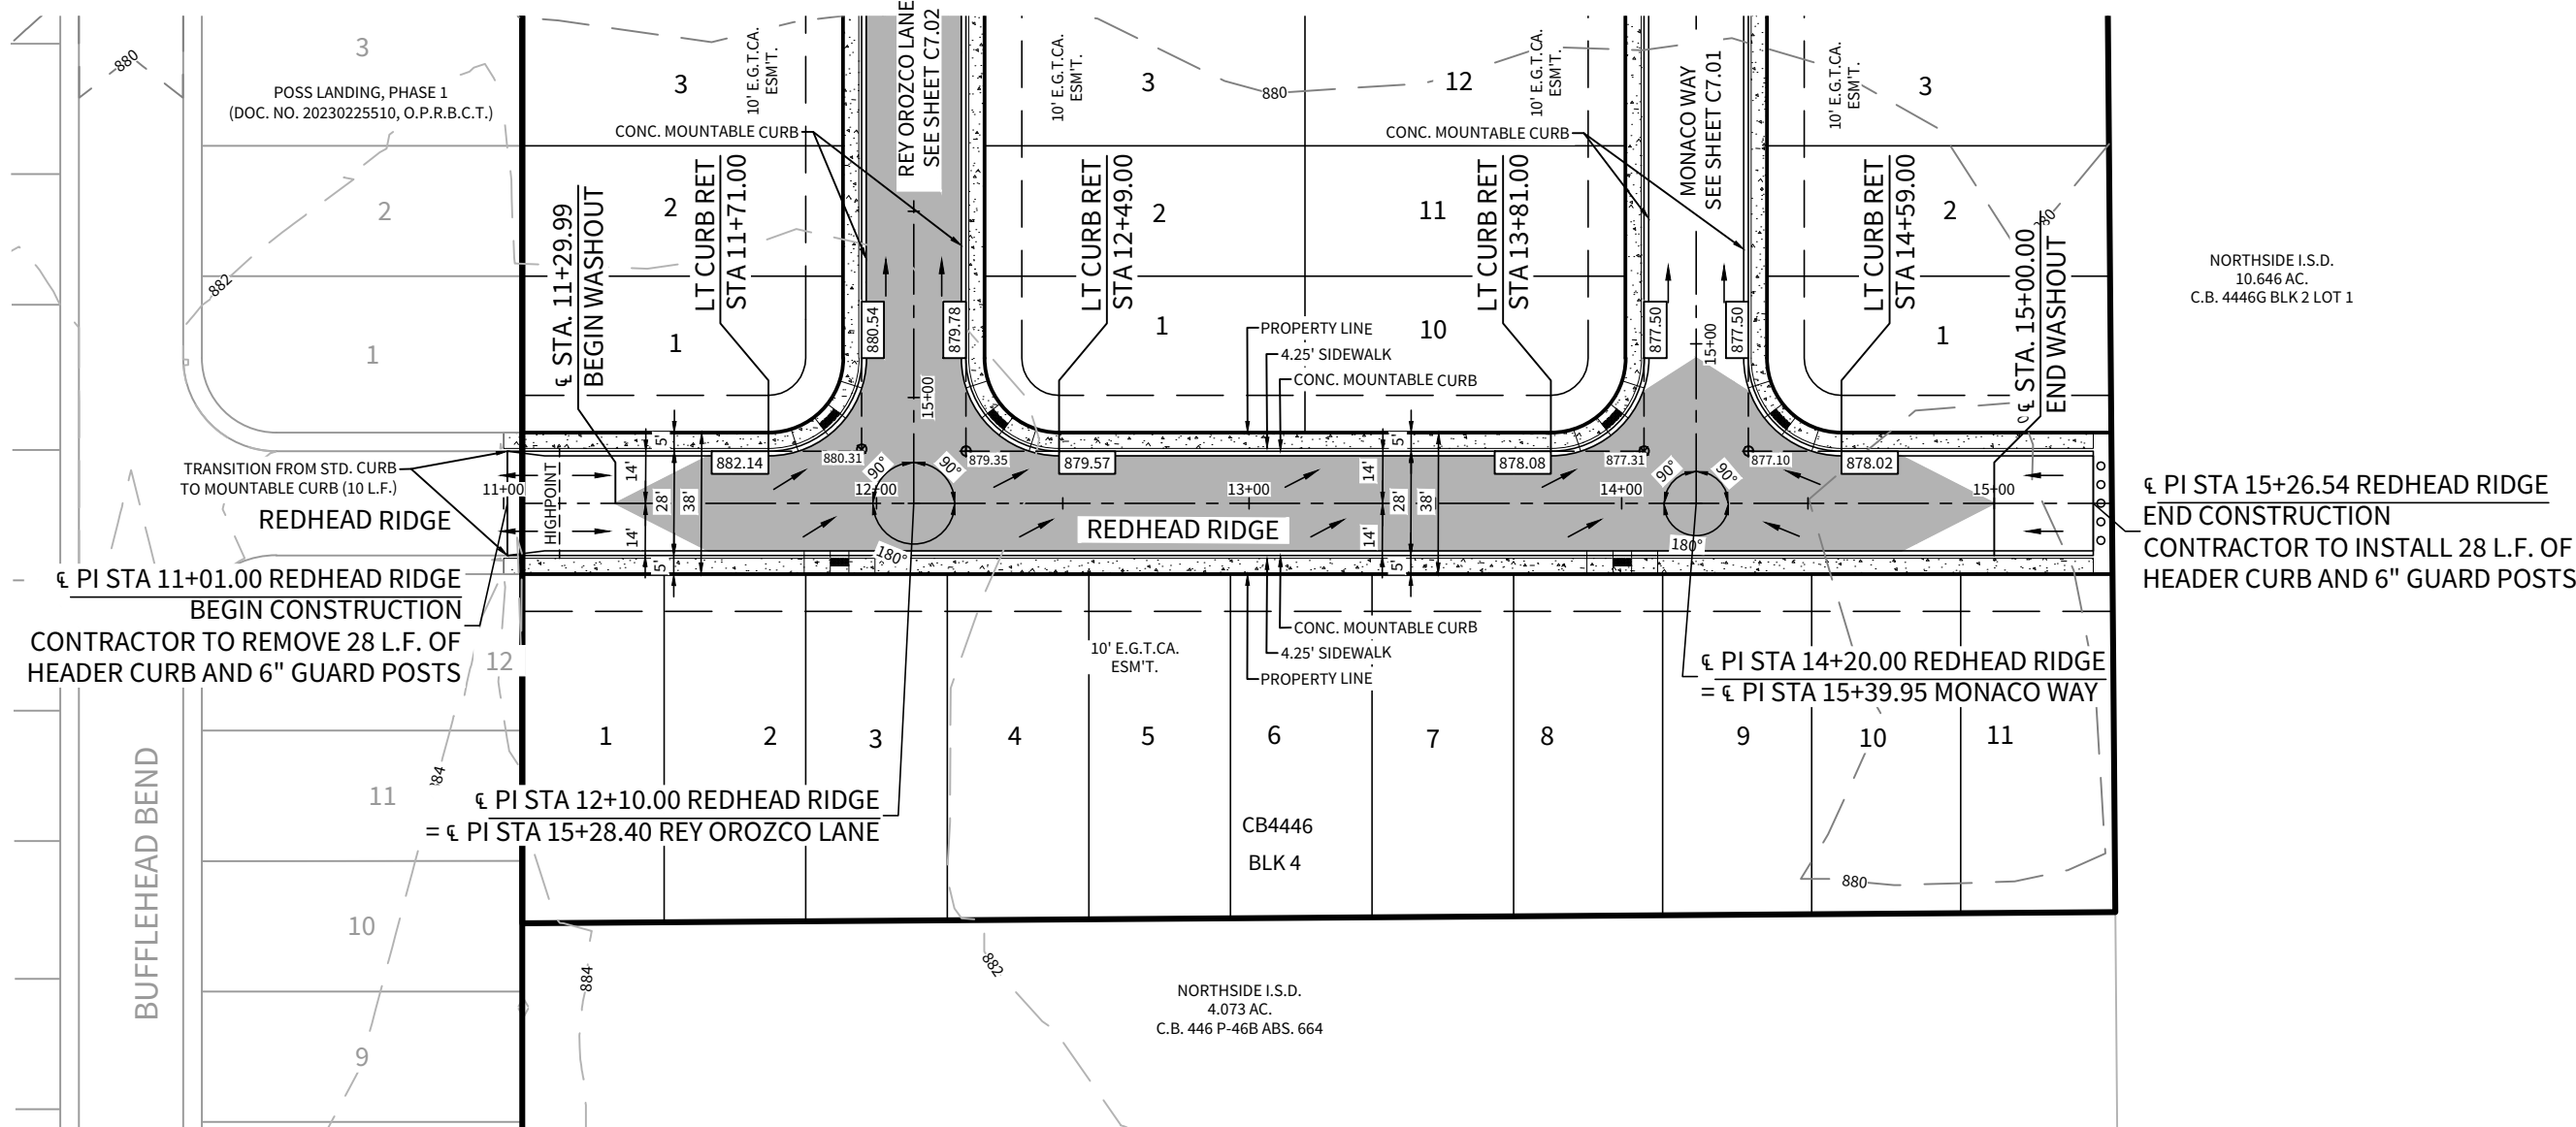 3
880
POSS LANDING, PHASE 1
(DOC. NO. 20230225510, O.P.R.B.C.T.)
2
882
1
3
10' E.G.T.CA.
ESM'T.
CONC. MOUNTABLE CURB
2
1
℄ STA. 11+29.99
BEGIN WASHOUT
LT CURB RET
STA 11+71.00
REY OROZCO LANE
SEE SHEET C7.02
880.54
879.78
15+00
10' E.G.T.CA.
ESM'T.
3
880
12
10' E.G.T.CA.
ESM'T.
CONC. MOUNTABLE CURB
LT CURB RET
STA 12+49.00
2
11
1
10
LT CURB RET
STA 13+81.00
PROPERTY LINE
4.25' SIDEWALK
CONC. MOUNTABLE CURB
MONACO WAY
SEE SHEET C7.01
877.50
877.50
15+00
10' E.G.T.CA.
ESM'T.
3
LT CURB RET
STA 14+59.00
2
1
℄ STA. 15+00.00
END WASHOUT
NORTHSIDE I.S.D.
10.646 AC.
C.B. 4446G BLK 2 LOT 1
TRANSITION FROM STD. CURB
TO MOUNTABLE CURB (10 L.F.)
REDHEAD RIDGE
11+00
HIGHPOINT
5'
14'
28'
38'
14'
5'
882.14
880.31
879.35
879.57
90°
90°
12+00
180°
13+00
REDHEAD RIDGE
5'
14'
28'
38'
14'
5'
878.08
877.31
877.10
878.02
90°
90°
14+00
180°
15+00
℄ PI STA 15+26.54 REDHEAD RIDGE
END CONSTRUCTION
CONTRACTOR TO INSTALL 28 L.F. OF
HEADER CURB AND 6" GUARD POSTS
℄ PI STA 11+01.00 REDHEAD RIDGE
BEGIN CONSTRUCTION
CONTRACTOR TO REMOVE 28 L.F. OF
HEADER CURB AND 6" GUARD POSTS
12
10' E.G.T.CA.
ESM'T.
CONC. MOUNTABLE CURB
4.25' SIDEWALK
PROPERTY LINE
℄ PI STA 14+20.00 REDHEAD RIDGE
= ℄ PI STA 15+39.95 MONACO WAY
1
2
3
4
5
6
7
8
9
10
11
BUFFLEHEAD BEND
11
℄ PI STA 12+10.00 REDHEAD RIDGE
= ℄ PI STA 15+28.40 REY OROZCO LANE
CB4446
BLK 4
880
10
884
882
9
NORTHSIDE I.S.D.
4.073 AC.
C.B. 446 P-46B ABS. 664